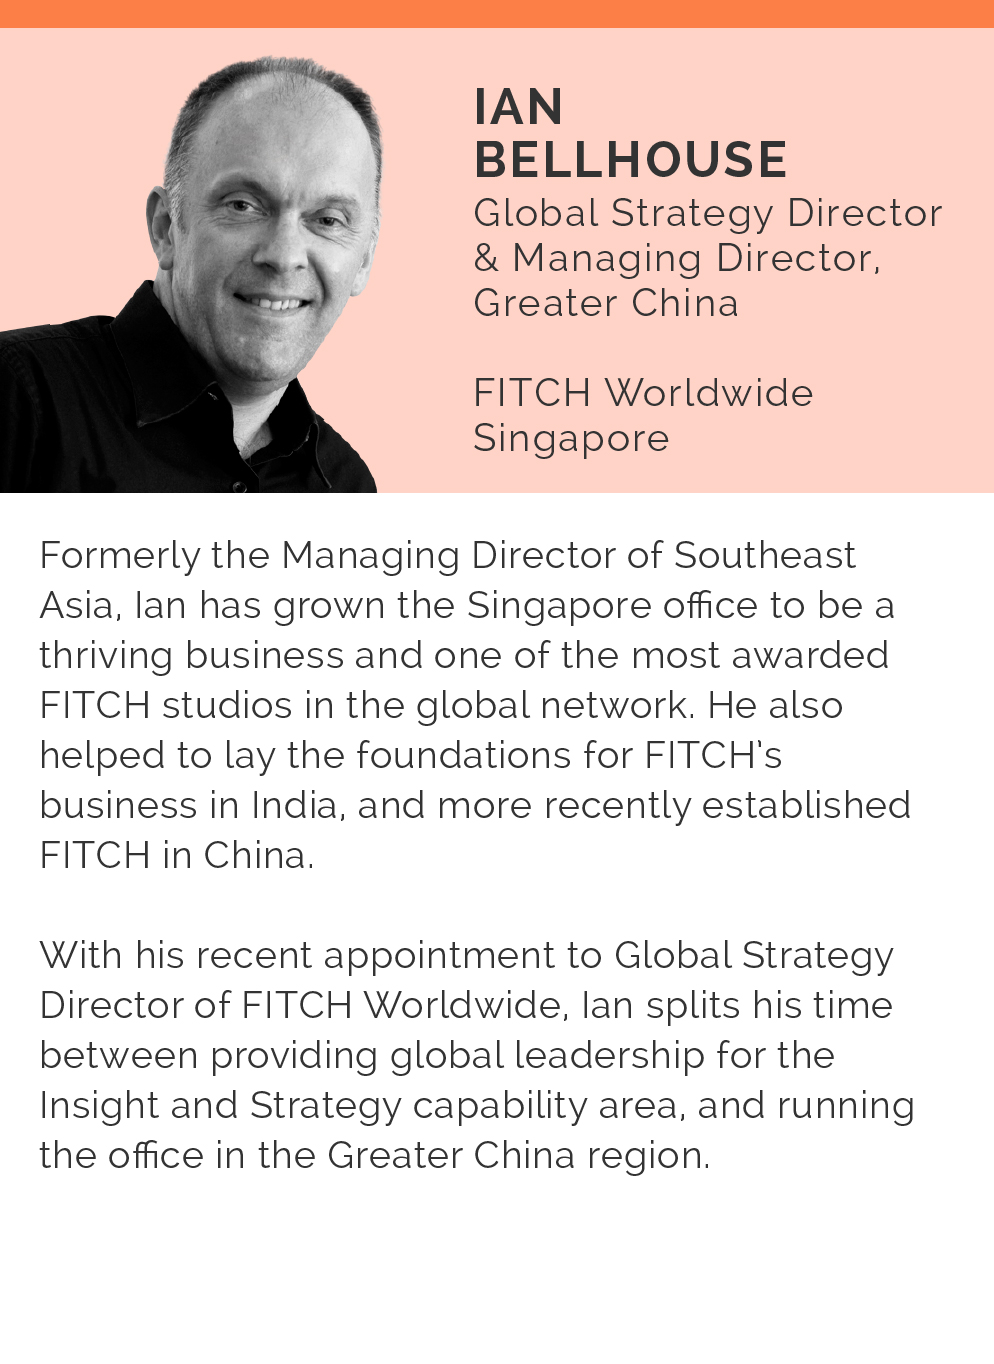 IAN
BELLHOUSE
Global Strategy Director
& Managing Director,
Greater China
FITCH Worldwide
Singapore
Formerly the Managing Director of Southeast
Asia, Ian has grown the Singapore office to be a
thriving business and one of the most awarded
FITCH studios in the global network. He also
helped to lay the foundations for FITCH's
business in India, and more recently established
FITCH in China.
With his recent appointment to Global Strategy
Director of FITCH Worldwide, Ian splits his time
between providing global leadership for the
Insight and Strategy capability area, and running
the office in the Greater China region.